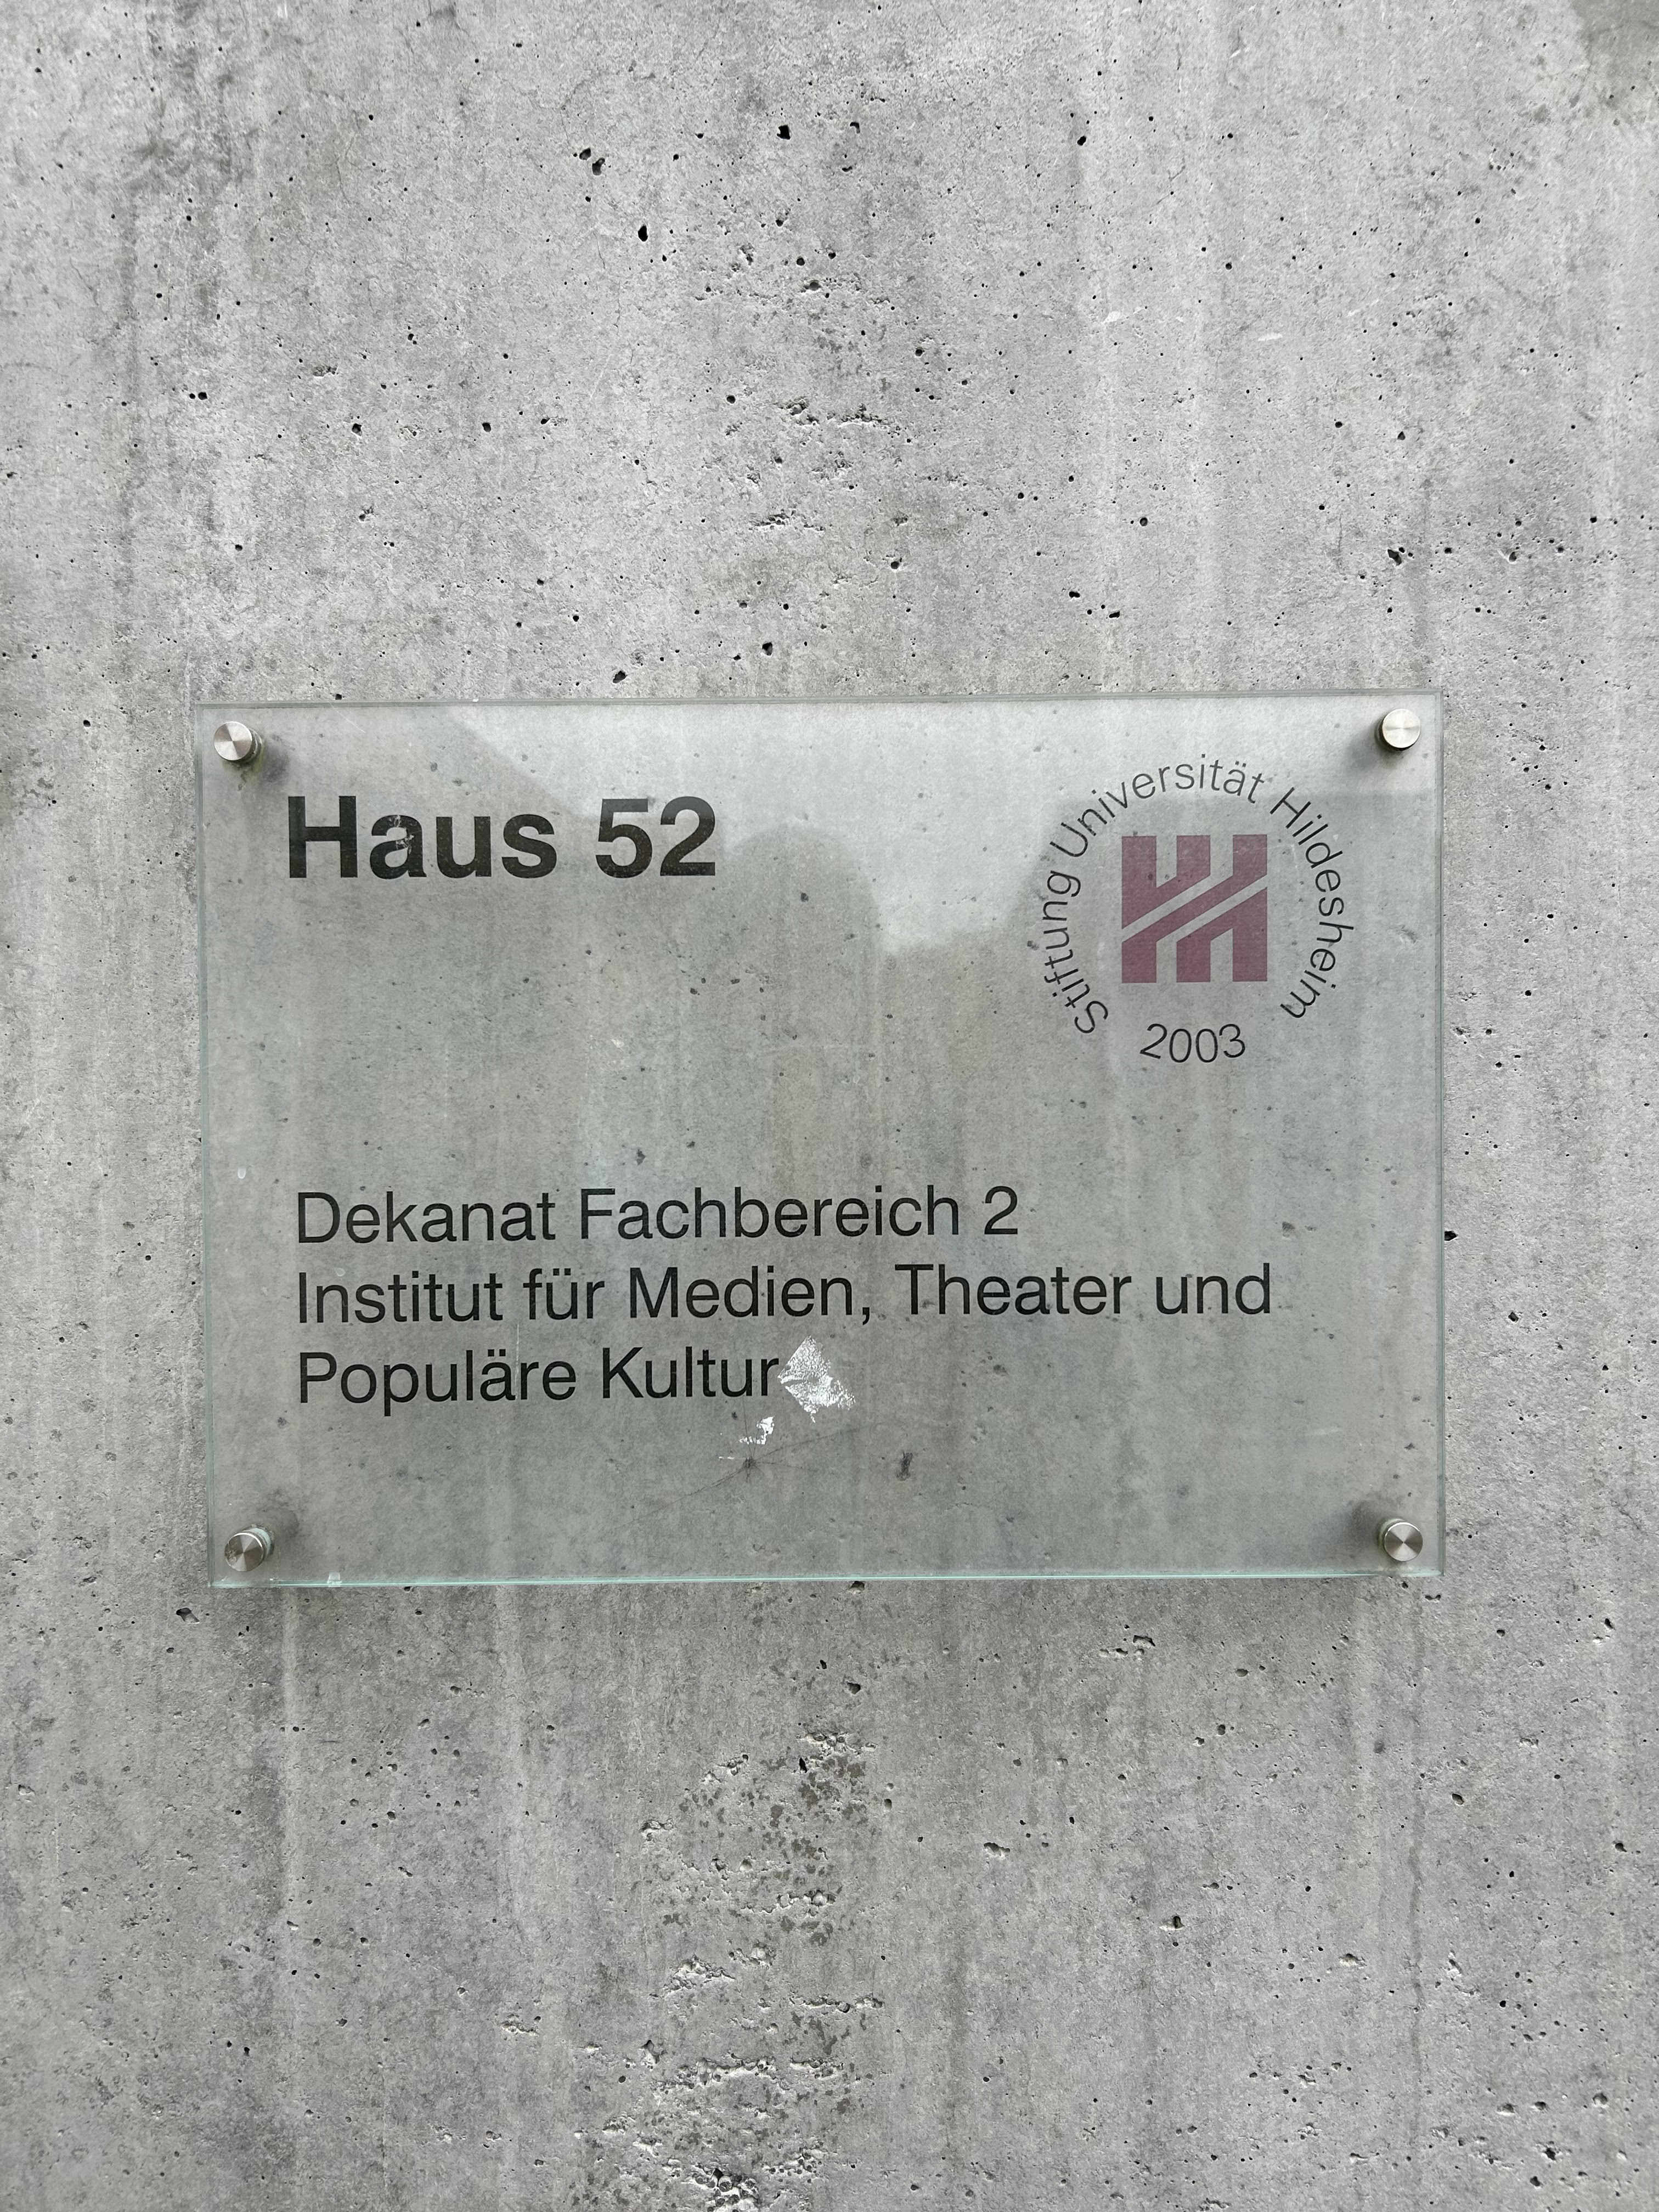 Haus 52
Stiftung Universität Hildesheim
2003
Dekanat Fachbereich 2
Institut für Medien, Theater und
Populäre Kultur